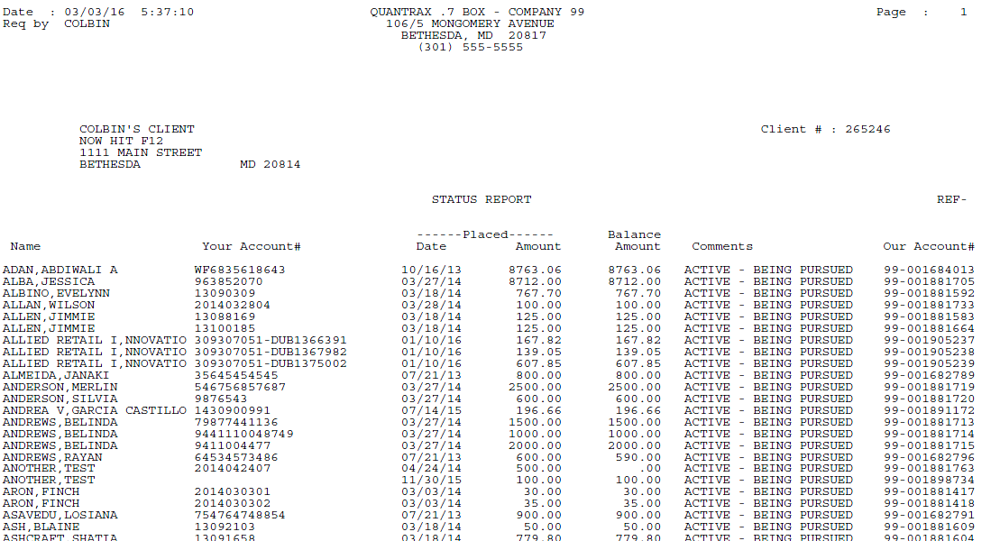 Date : 03/03/16 5:37:10 QUANTRAX .7 BOX - COMPANY 99 Page : 1
Req by COLBIN 106/5 MONGOMERY AVENUE
BETHESDA, MD 20817
(301) 555-5555
COLBIN'S CLIENT Client # : 265246
NOW HIT F12
1111 MAIN STREET
BETHESDA MD 20814
STATUS REPORT REF-
------Placed------ Balance
Name Your Account# Date Amount Amount Comments Our Account#
ADAN,ABDIWALI A WF6835618643 10/16/13 8763.06 8763.06 ACTIVE - BEING PURSUED 99-001684013
ALBA,JESSICA 963852070 03/27/14 8712.00 8712.00 ACTIVE - BEING PURSUED 99-001881705
ALBINO,EVELYNN 13090309 03/18/14 767.70 767.70 ACTIVE - BEING PURSUED 99-001881592
ALLAN,WILSON 2014032804 03/28/14 100.00 100.00 ACTIVE - BEING PURSUED 99-001881733
ALLEN,JIMMIE 13088169 03/18/14 125.00 125.00 ACTIVE - BEING PURSUED 99-001881583
ALLEN,JIMMIE 13100185 03/18/14 125.00 125.00 ACTIVE - BEING PURSUED 99-001881664
ALLIED RETAIL I,NNOVATIO 309307051-DUB1366391 01/10/16 167.82 167.82 ACTIVE - BEING PURSUED 99-001905237
ALLIED RETAIL I,NNOVATIO 309307051-DUB1367982 01/10/16 139.05 139.05 ACTIVE - BEING PURSUED 99-001905238
ALLIED RETAIL I,NNOVATIO 309307051-DUB1375002 01/10/16 607.85 607.85 ACTIVE - BEING PURSUED 99-001905239
ALMEIDA,JANAKI 35645454545 07/21/13 800.00 800.00 ACTIVE - BEING PURSUED 99-001682789
ANDERSON,MERLIN 546756857687 03/27/14 2500.00 2500.00 ACTIVE - BEING PURSUED 99-001881719
ANDERSON,SILVIA 9876543 03/27/14 600.00 600.00 ACTIVE - BEING PURSUED 99-001881720
ANDREA V,GARCIA CASTILLO 1430900991 07/14/15 196.66 196.66 ACTIVE - BEING PURSUED 99-001891172
ANDREWS,BELINDA 79877441136 03/27/14 1500.00 1500.00 ACTIVE - BEING PURSUED 99-001881713
ANDREWS,BELINDA 9441110048749 03/27/14 1000.00 1000.00 ACTIVE - BEING PURSUED 99-001881714
ANDREWS,BELINDA 9411004477 03/27/14 2000.00 2000.00 ACTIVE - BEING PURSUED 99-001881715
ANDREWS,RAYAN 64534573486 07/21/13 600.00 590.00 ACTIVE - BEING PURSUED 99-001682796
ANOTHER,TEST 2014042407 04/24/14 500.00 .00 ACTIVE - BEING PURSUED 99-001881763
ANOTHER,TEST 11/30/15 100.00 100.00 ACTIVE - BEING PURSUED 99-001898734
ARON,FINCH 2014030301 03/03/14 30.00 30.00 ACTIVE - BEING PURSUED 99-001881417
ARON,FINCH 2014030302 03/03/14 35.00 35.00 ACTIVE - BEING PURSUED 99-001881418
ASAVEDU,LOSIANA 754764748854 07/21/13 900.00 900.00 ACTIVE - BEING PURSUED 99-001682791
ASH,BLAINE 13092103 03/18/14 50.00 50.00 ACTIVE - BEING PURSUED 99-001881609
ASHCRAFT,SHATIA 13091658 03/18/14 779.80 779.80 ACTIVE - BEING PURSUED 99-001881604